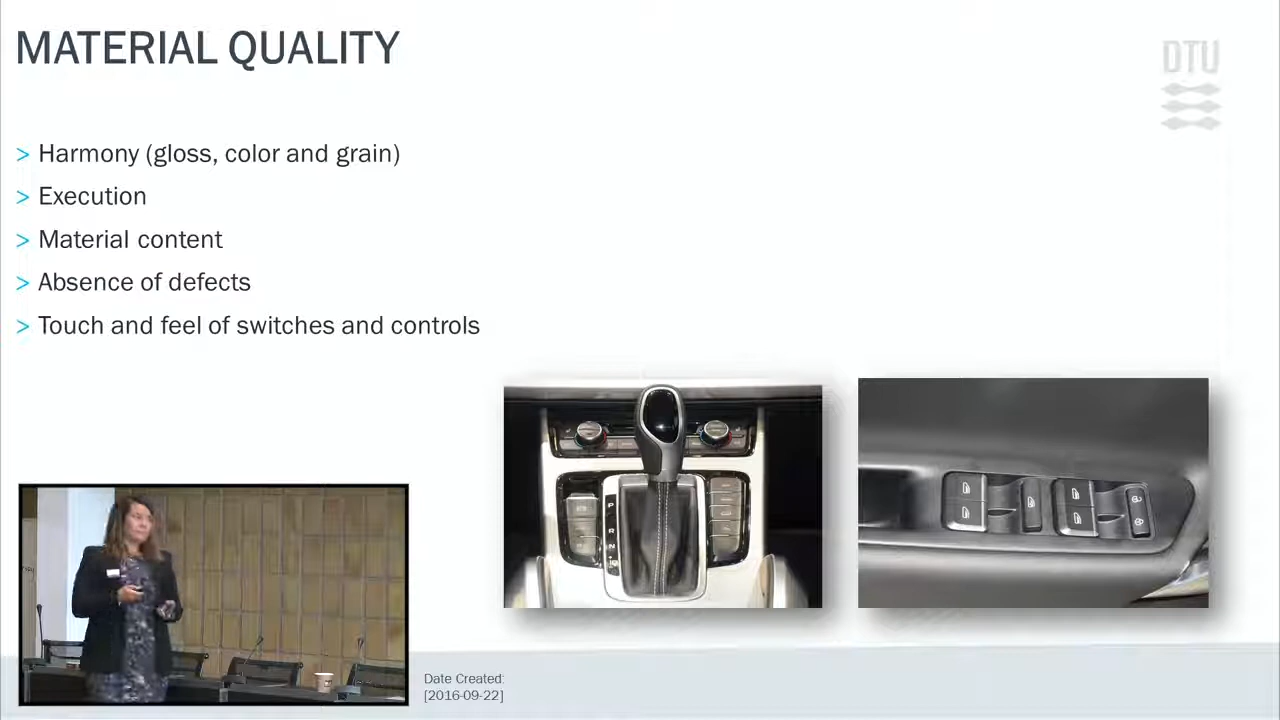 MATERIAL QUALITY
DTU
> Harmony (gloss, color and grain)
> Execution
> Material content
> Absence of defects
> Touch and feel of switches and controls
P
R
N
Date Created:
[2016-09-22]